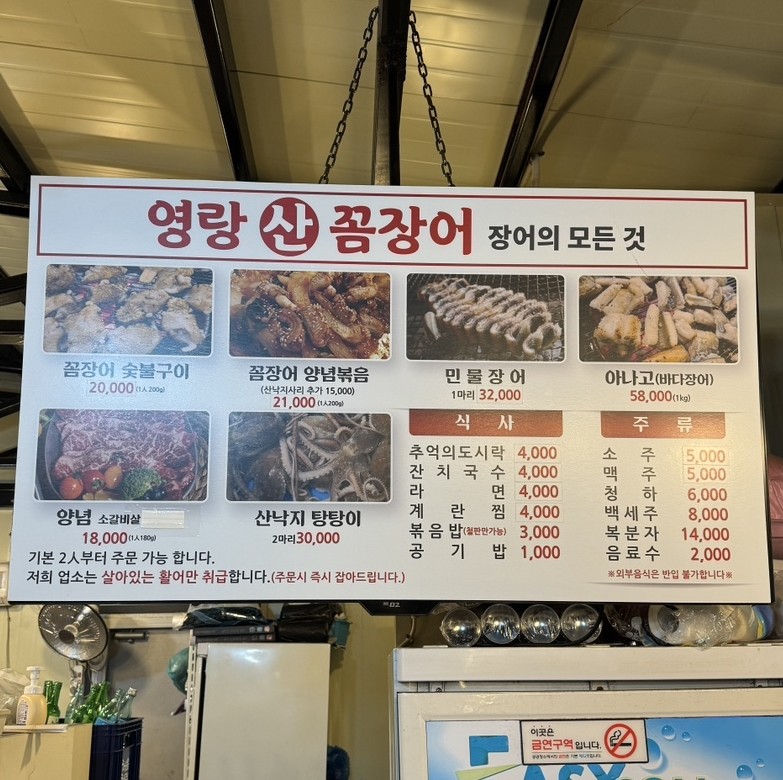 영랑 산 꼼장어 장어의 모든 것
꼼장어 숯불구이
20,000 (1人 200g)
꼼장어 양념볶음
(산낙지사리 추가 15,000)
21,000 (1人200g)
민물장어
1마리 32,000
아나고(바다장어)
58,000(1kg)
양념 소갈비살
18,000(1人180g)
산낙지 탕탕이
2마리30,000
기본 2人부터 주문 가능 합니다.
저희 업소는 살아있는 활어만 취급합니다.(주문시 즉시 잡아드립니다.)
식 사
추억의도시락 4,000
잔치국수 4,000
라면 4,000
계란찜 4,000
볶음밥(철판만가능) 3,000
공기밥 1,000
주 류
소주 5,000
맥주 5,000
청하 6,000
백세주 8,000
복분자 14,000
음료수 2,000
※외부음식은 반입 불가합니다※
이곳은
금연구역입니다.
EASY